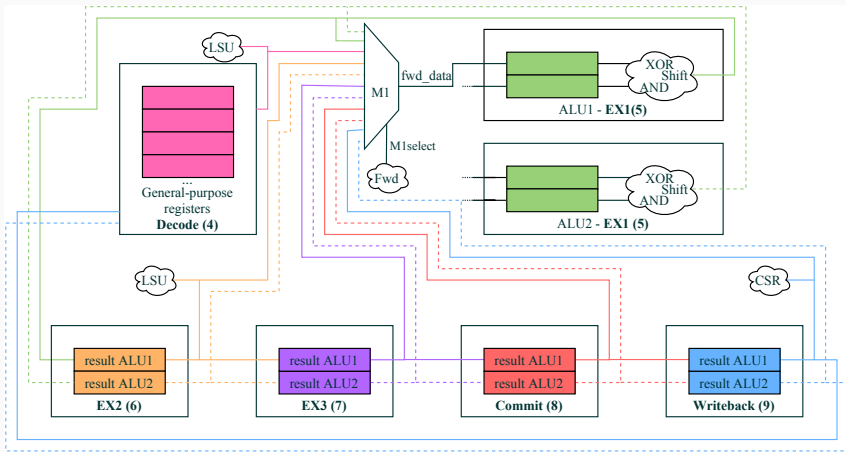 LSU
M1
fwd_data
XOR
Shift
AND
ALU1 - EX1(5)
M1select
Fwd
...
General-purpose
registers
Decode (4)
XOR
Shift
AND
ALU2 - EX1 (5)
LSU
CSR
result ALU1
result ALU2
EX2 (6)
result ALU1
result ALU2
EX3 (7)
result ALU1
result ALU2
Commit (8)
result ALU1
result ALU2
Writeback (9)